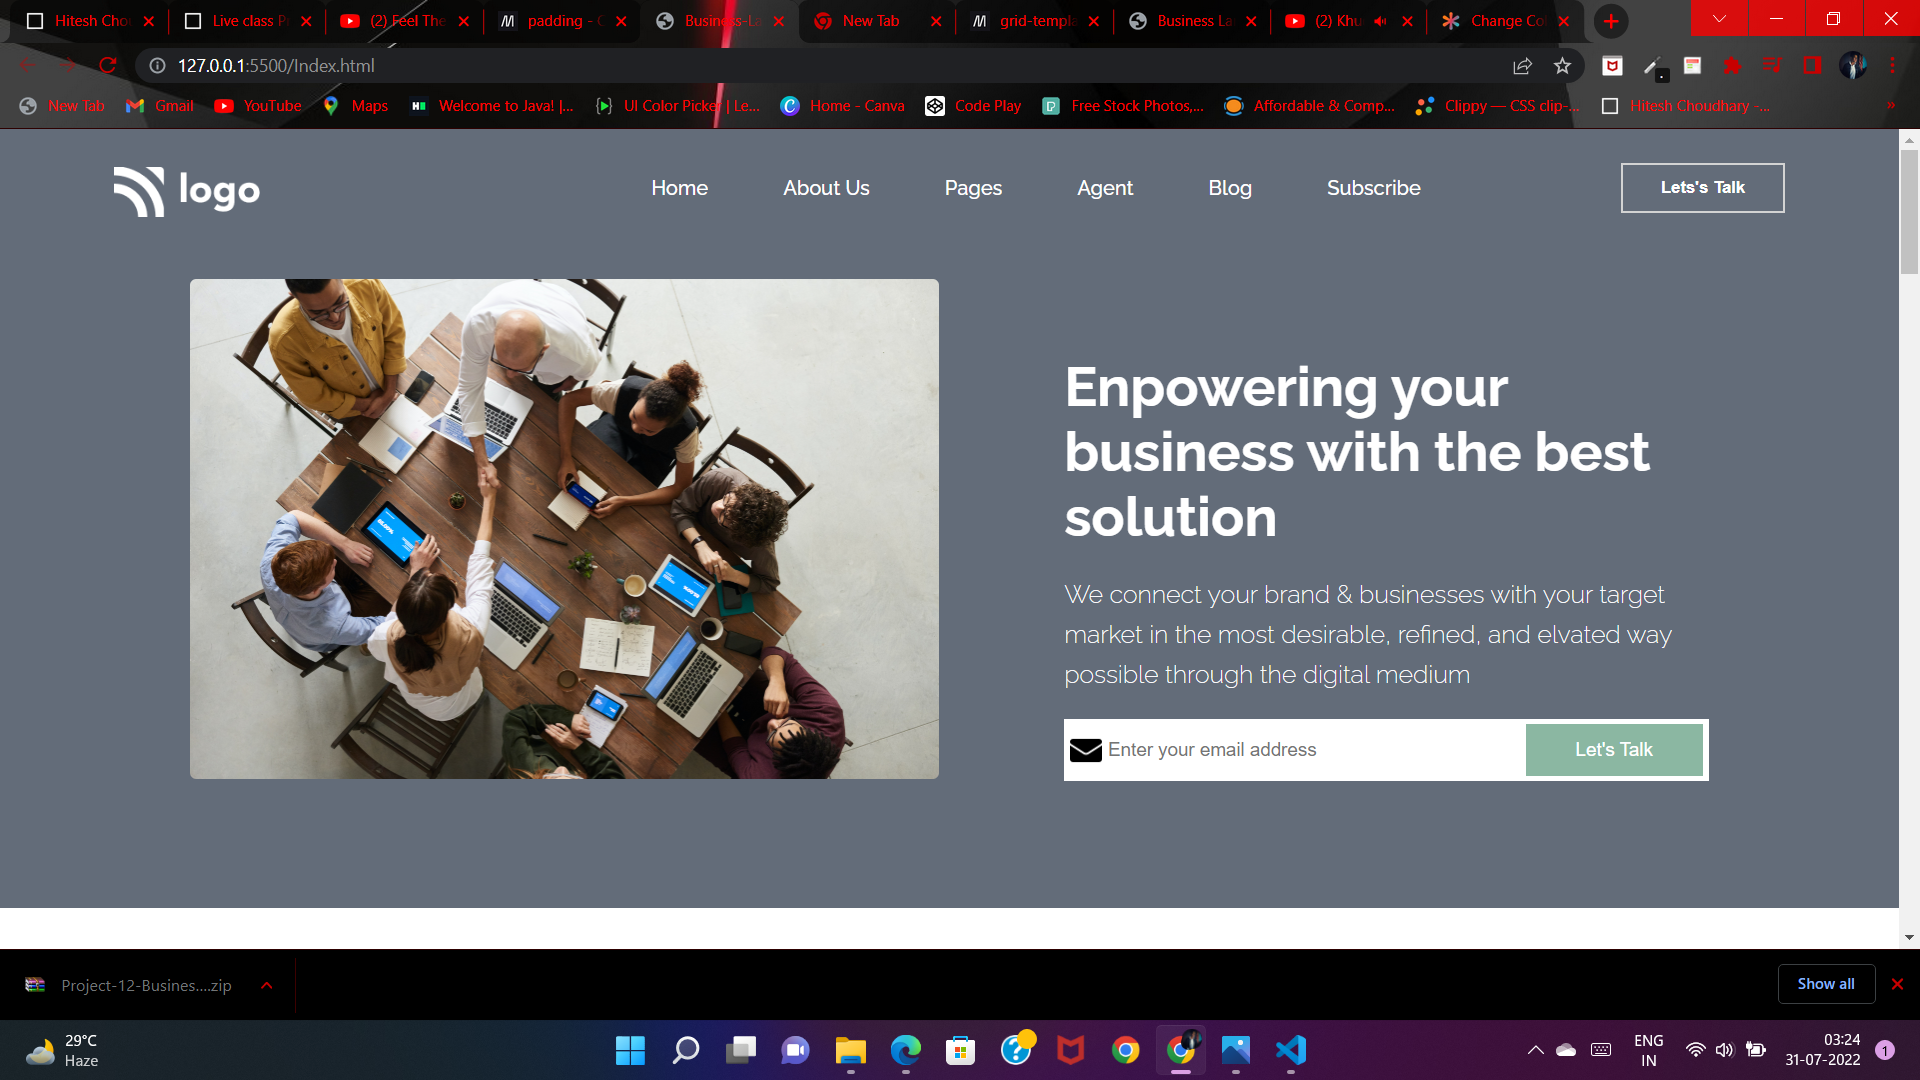 Hitesh Chou
Live class Pr
(2) Feel The
padding - C
Business-La
New Tab
grid-templa
Business La
(2) Khu
Change Col
127.0.0.1:5500/Index.html
New Tab
Gmail
YouTube
Maps
Welcome to Java! |...
UI Color Picker | Le...
Home - Canva
Code Play
Free Stock Photos,...
Affordable & Comp...
Clippy — CSS clip-...
Hitesh Choudhary -...
»
logo
Home
About Us
Pages
Agent
Blog
Subscribe
Lets's Talk
Enpowering your
business with the best
solution
We connect your brand & businesses with your target
market in the most desirable, refined, and elvated way
possible through the digital medium
Enter your email address
Let's Talk
Project-12-Busines....zip
Show all
29°C
Haze
ENG
IN
03:24
31-07-2022
1